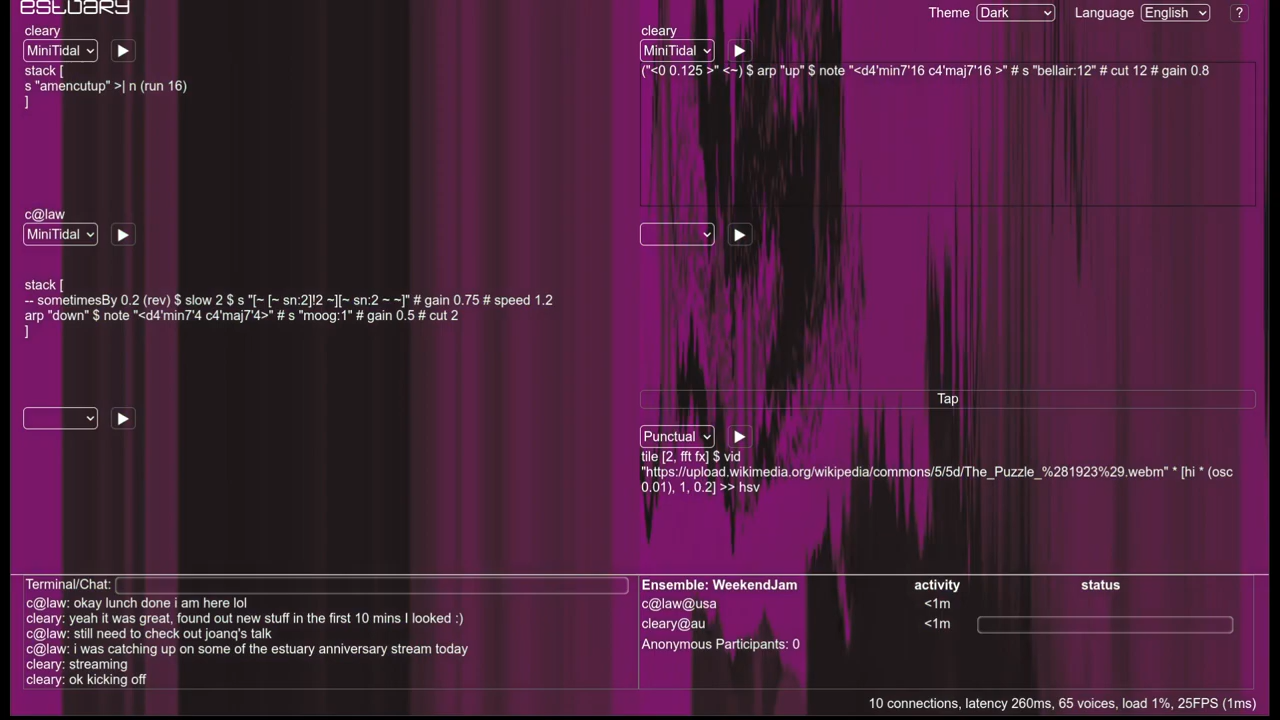 estuary
Theme Dark Language English ?
cleary
MiniTidal
stack [
s "amencutup" >| n (run 16)
]
cleary
MiniTidal
("<0 0.125 >" <~) $ arp "up" $ note "<d4'min7'16 c4'maj7'16 >" # s "bellair:12" # cut 12 # gain 0.8
c@law
MiniTidal
stack [
-- sometimesBy 0.2 (rev) $ slow 2 $ s "[~ [~ sn:2]!2 ~][~ sn:2 ~ ~]" # gain 0.75 # speed 1.2
arp "down" $ note "<d4'min7'4 c4'maj7'4>" # s "moog:1" # gain 0.5 # cut 2
]
Tap
Punctual
tile [2, fft fx] $ vid
"https://upload.wikimedia.org/wikipedia/commons/5/5d/The_Puzzle_%281923%29.webm" * [hi * (osc
0.01), 1, 0.2] >> hsv
Terminal/Chat:
c@law: okay lunch done i am here lol
cleary: yeah it was great, found out new stuff in the first 10 mins I looked :)
c@law: still need to check out joanq's talk
c@law: i was catching up on some of the estuary anniversary stream today
cleary: streaming
cleary: ok kicking off
Ensemble: WeekendJam activity status
c@law@usa <1m
cleary@au <1m
Anonymous Participants: 0
10 connections, latency 260ms, 65 voices, load 1%, 25FPS (1ms)